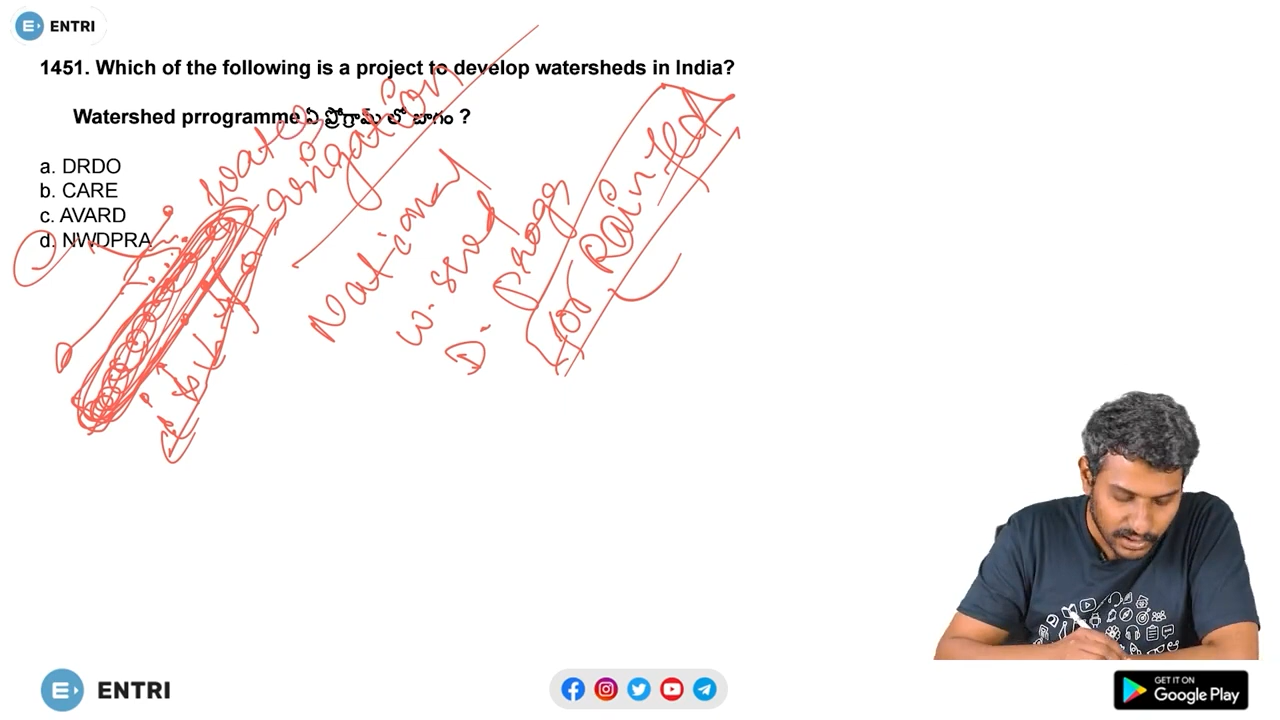 ENTRI
1451. Which of the following is a project to develop watersheds in India?
Watershed prrogramme ఏ ప్రోగ్రామ్ లో భాగం ?
a. DRDO
b. CARE
c. AVARD
d. NWDPRA
water
irrigation
National
w. shed
D. prog
for Rainfed
ENTRI
GET IT ON
Google Play